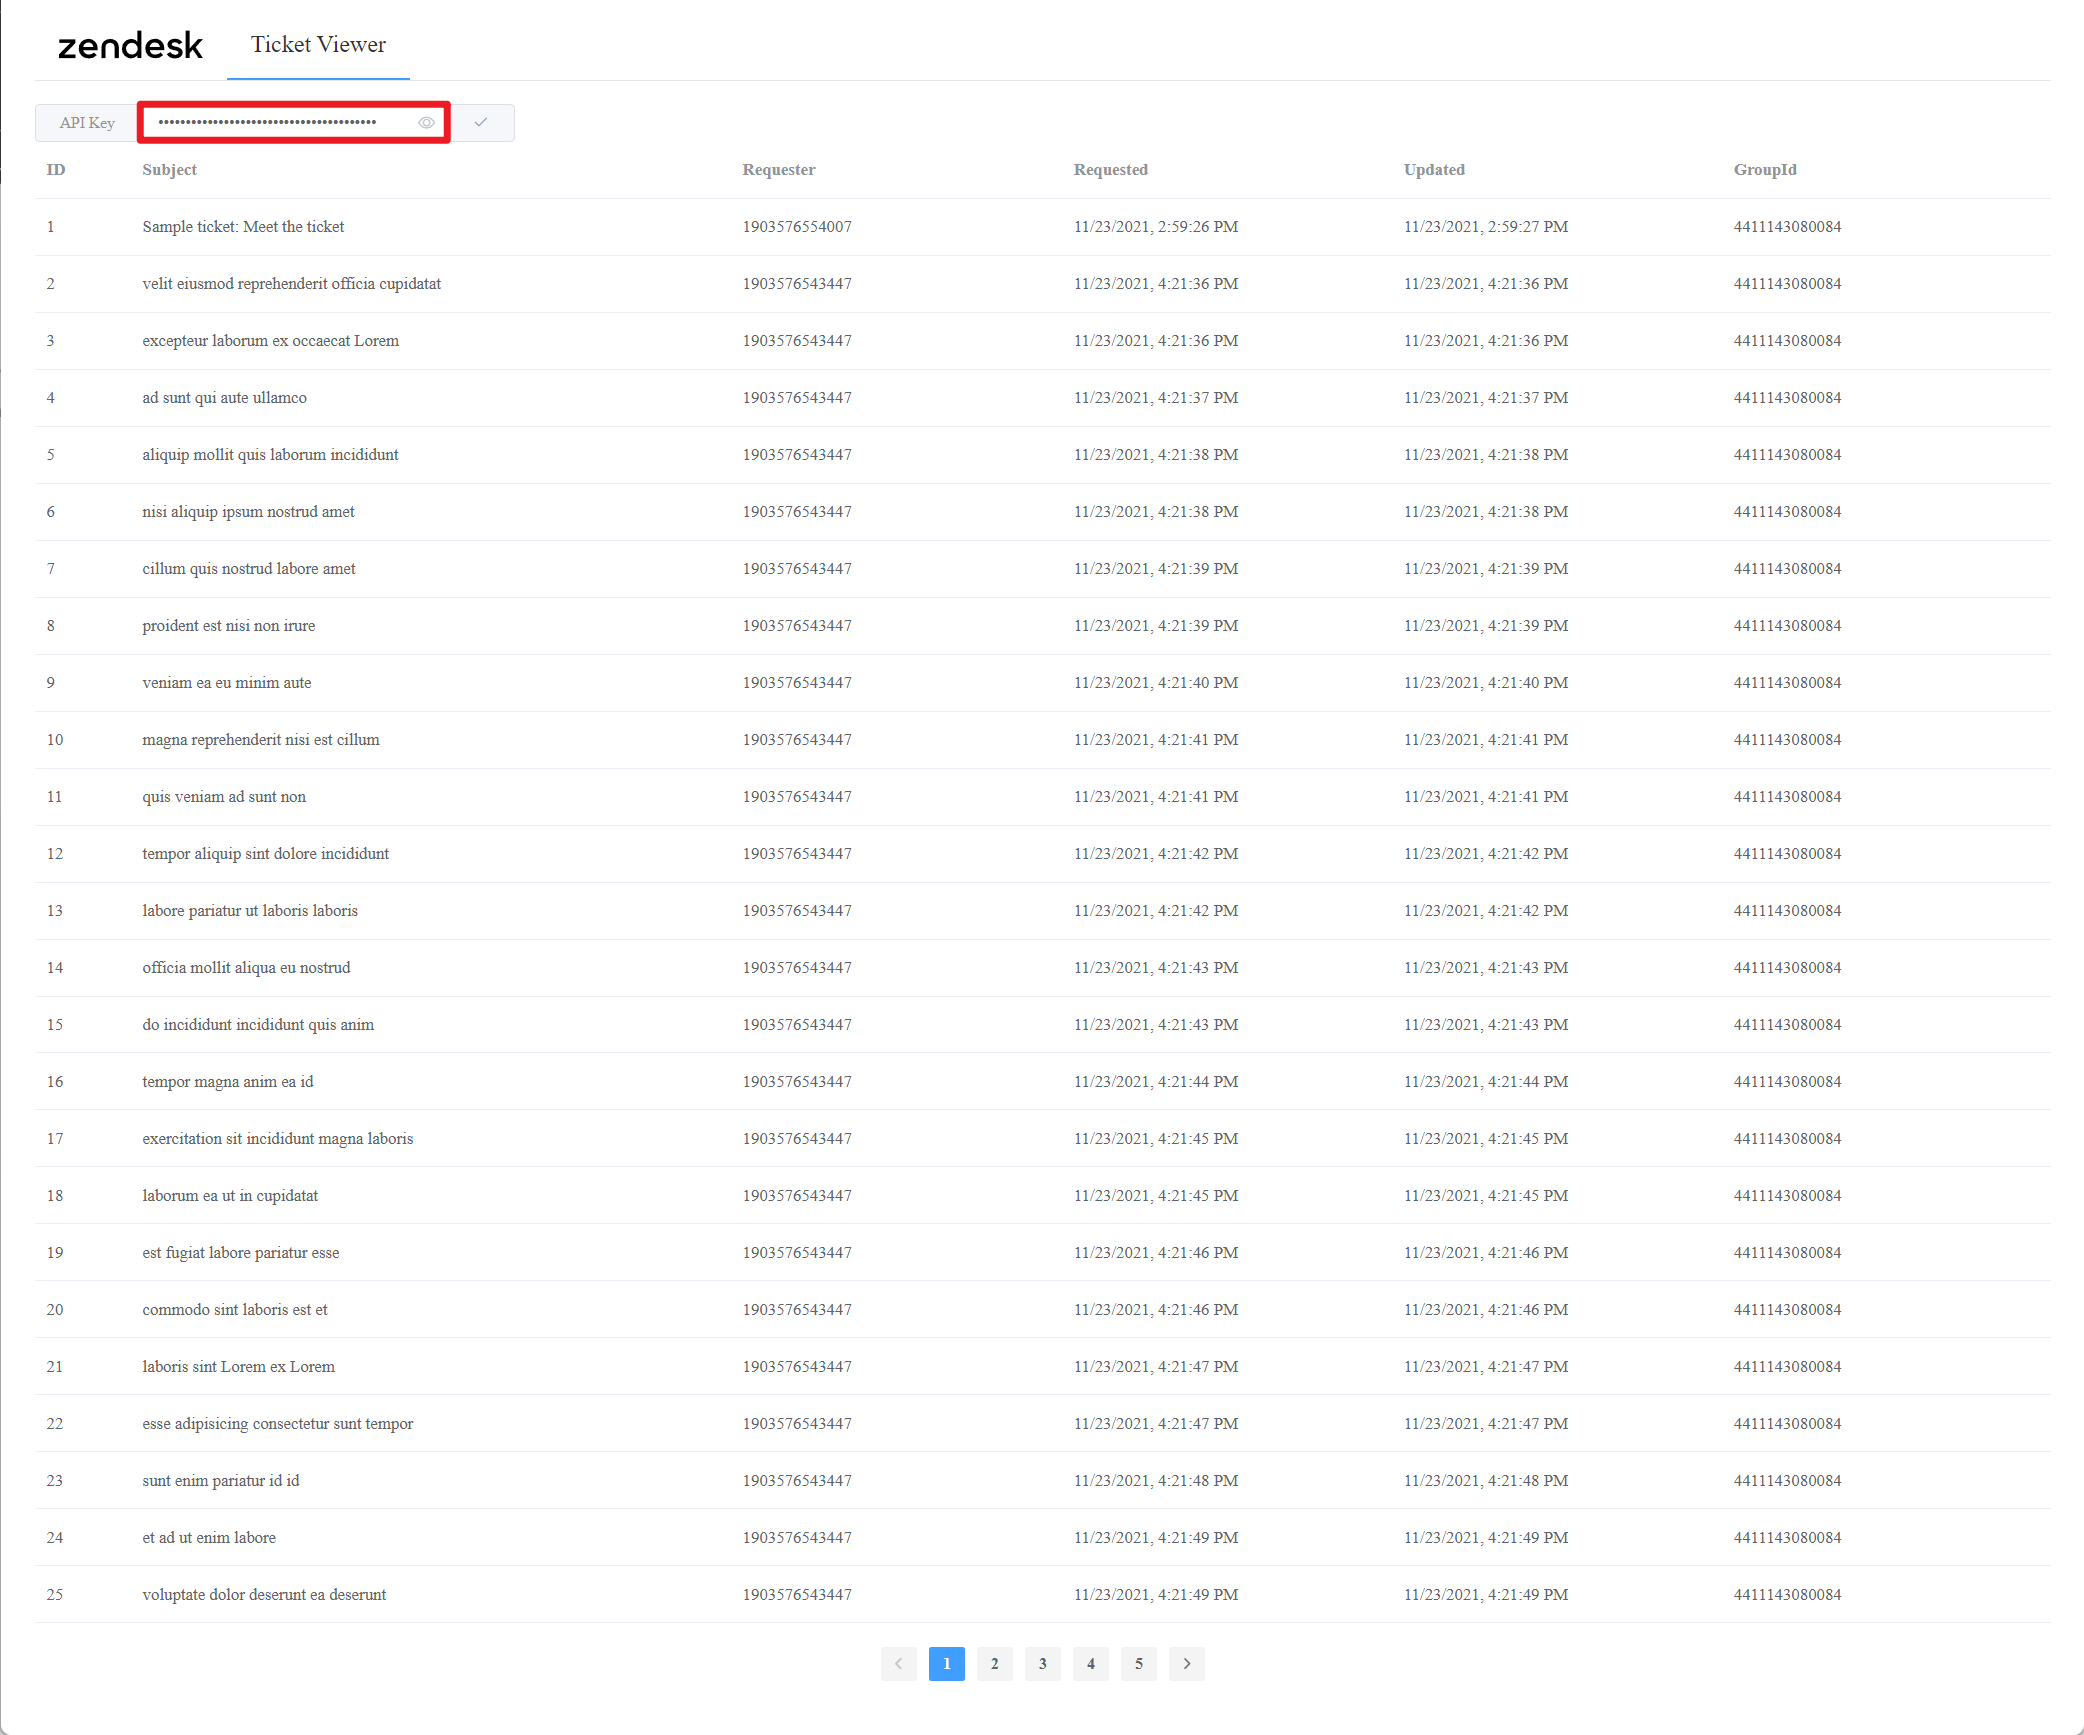 zendesk Ticket Viewer
API Key ••••••••••••••••••••••••••••••••••••••••
ID Subject Requester Requested Updated GroupId
1 Sample ticket: Meet the ticket 1903576554007 11/23/2021, 2:59:26 PM 11/23/2021, 2:59:27 PM 4411143080084
2 velit eiusmod reprehenderit officia cupidatat 1903576543447 11/23/2021, 4:21:36 PM 11/23/2021, 4:21:36 PM 4411143080084
3 excepteur laborum ex occaecat Lorem 1903576543447 11/23/2021, 4:21:36 PM 11/23/2021, 4:21:36 PM 4411143080084
4 ad sunt qui aute ullamco 1903576543447 11/23/2021, 4:21:37 PM 11/23/2021, 4:21:37 PM 4411143080084
5 aliquip mollit quis laborum incididunt 1903576543447 11/23/2021, 4:21:38 PM 11/23/2021, 4:21:38 PM 4411143080084
6 nisi aliquip ipsum nostrud amet 1903576543447 11/23/2021, 4:21:38 PM 11/23/2021, 4:21:38 PM 4411143080084
7 cillum quis nostrud labore amet 1903576543447 11/23/2021, 4:21:39 PM 11/23/2021, 4:21:39 PM 4411143080084
8 proident est nisi non irure 1903576543447 11/23/2021, 4:21:39 PM 11/23/2021, 4:21:39 PM 4411143080084
9 veniam ea eu minim aute 1903576543447 11/23/2021, 4:21:40 PM 11/23/2021, 4:21:40 PM 4411143080084
10 magna reprehenderit nisi est cillum 1903576543447 11/23/2021, 4:21:41 PM 11/23/2021, 4:21:41 PM 4411143080084
11 quis veniam ad sunt non 1903576543447 11/23/2021, 4:21:41 PM 11/23/2021, 4:21:41 PM 4411143080084
12 tempor aliquip sint dolore incididunt 1903576543447 11/23/2021, 4:21:42 PM 11/23/2021, 4:21:42 PM 4411143080084
13 labore pariatur ut laboris laboris 1903576543447 11/23/2021, 4:21:42 PM 11/23/2021, 4:21:42 PM 4411143080084
14 officia mollit aliqua eu nostrud 1903576543447 11/23/2021, 4:21:43 PM 11/23/2021, 4:21:43 PM 4411143080084
15 do incididunt incididunt quis anim 1903576543447 11/23/2021, 4:21:43 PM 11/23/2021, 4:21:43 PM 4411143080084
16 tempor magna anim ea id 1903576543447 11/23/2021, 4:21:44 PM 11/23/2021, 4:21:44 PM 4411143080084
17 exercitation sit incididunt magna laboris 1903576543447 11/23/2021, 4:21:45 PM 11/23/2021, 4:21:45 PM 4411143080084
18 laborum ea ut in cupidatat 1903576543447 11/23/2021, 4:21:45 PM 11/23/2021, 4:21:45 PM 4411143080084
19 est fugiat labore pariatur esse 1903576543447 11/23/2021, 4:21:46 PM 11/23/2021, 4:21:46 PM 4411143080084
20 commodo sint laboris est et 1903576543447 11/23/2021, 4:21:46 PM 11/23/2021, 4:21:46 PM 4411143080084
21 laboris sint Lorem ex Lorem 1903576543447 11/23/2021, 4:21:47 PM 11/23/2021, 4:21:47 PM 4411143080084
22 esse adipisicing consectetur sunt tempor 1903576543447 11/23/2021, 4:21:47 PM 11/23/2021, 4:21:47 PM 4411143080084
23 sunt enim pariatur id id 1903576543447 11/23/2021, 4:21:48 PM 11/23/2021, 4:21:48 PM 4411143080084
24 et ad ut enim labore 1903576543447 11/23/2021, 4:21:49 PM 11/23/2021, 4:21:49 PM 4411143080084
25 voluptate dolor deserunt ea deserunt 1903576543447 11/23/2021, 4:21:49 PM 11/23/2021, 4:21:49 PM 4411143080084
1 2 3 4 5